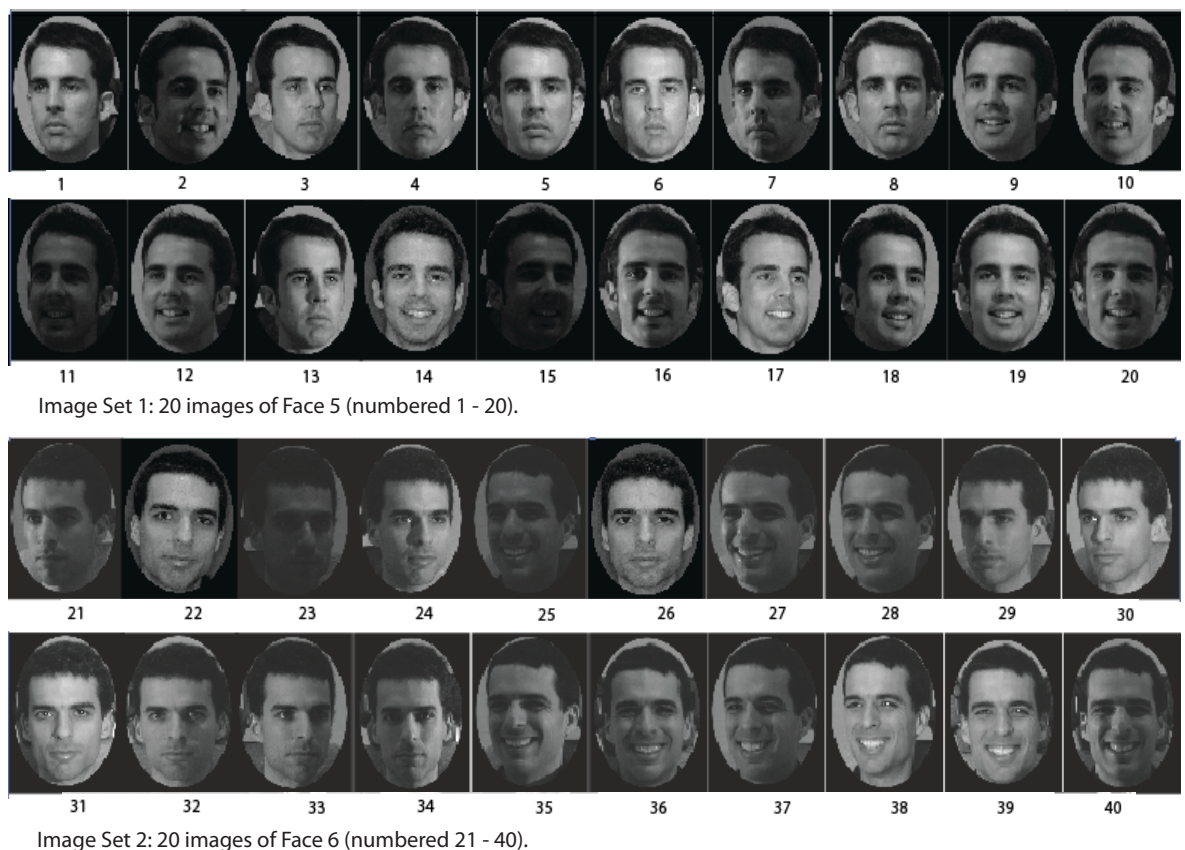 1 2 3 4 5 6 7 8 9 10
11 12 13 14 15 16 17 18 19 20
Image Set 1: 20 images of Face 5 (numbered 1 - 20).
21 22 23 24 25 26 27 28 29 30
31 32 33 34 35 36 37 38 39 40
Image Set 2: 20 images of Face 6 (numbered 21 - 40).